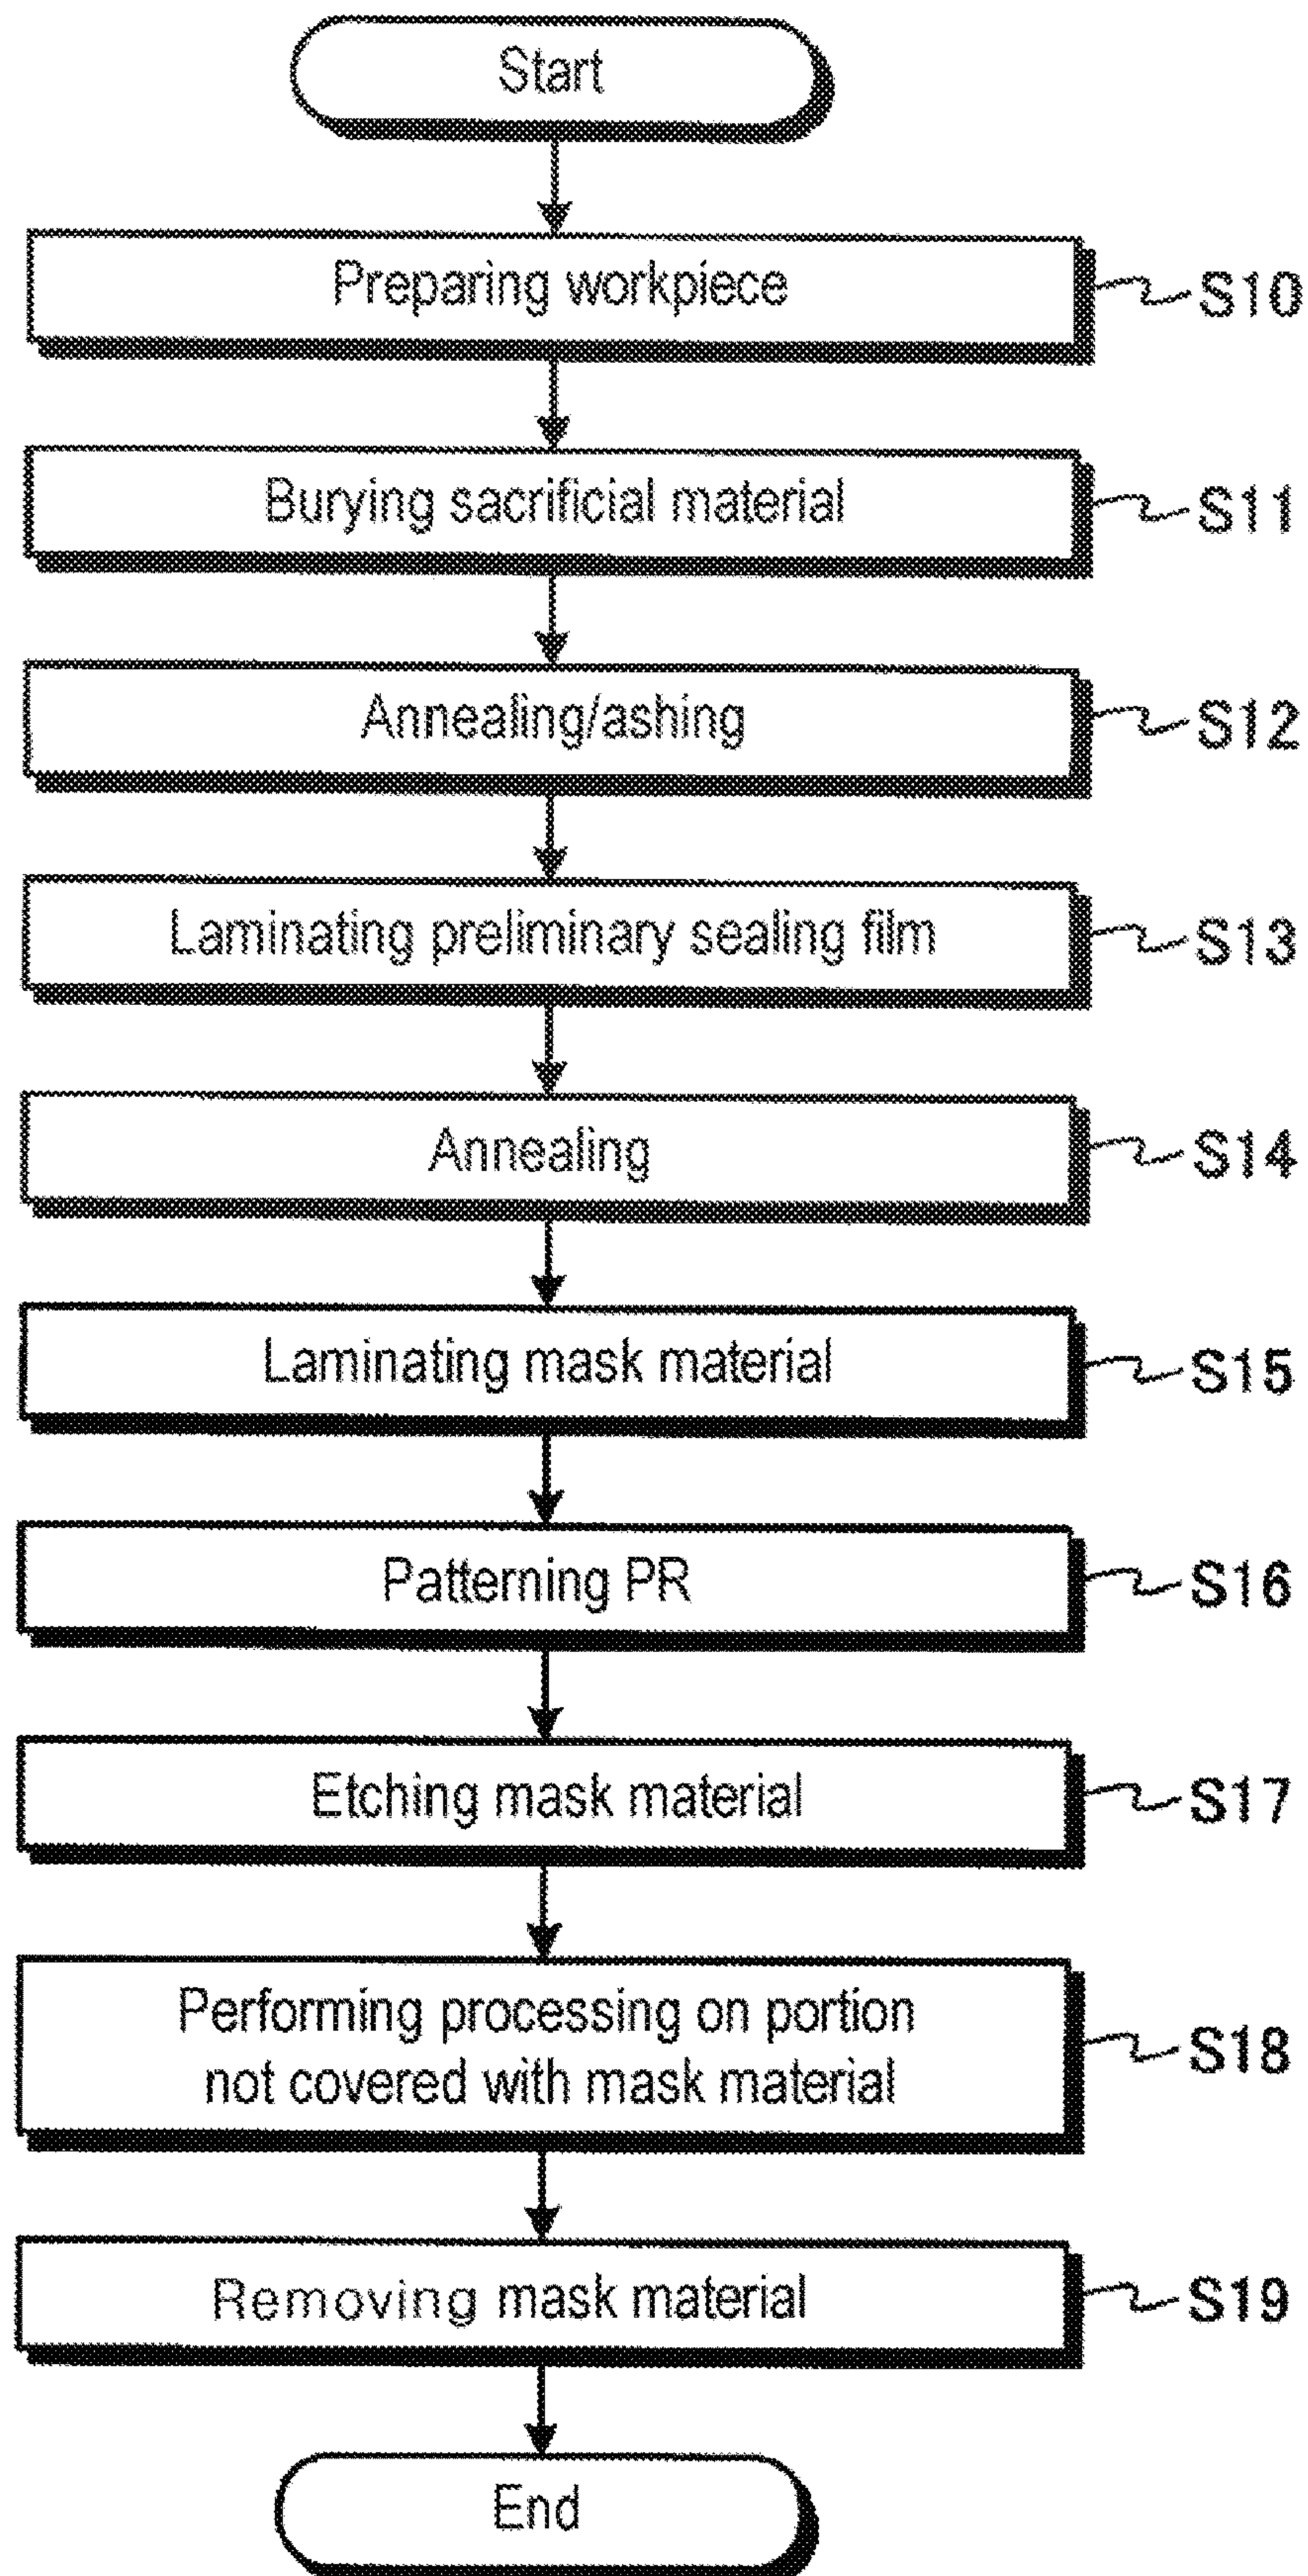 Start
Preparing workpiece
S10
Burying sacrificial material
S11
Annealing/ashing
S12
Laminating preliminary sealing film
S13
Annealing
S14
Laminating mask material
S15
Patterning PR
S16
Etching mask material
S17
Performing processing on portion
not covered with mask material
S18
Removing mask material
S19
End